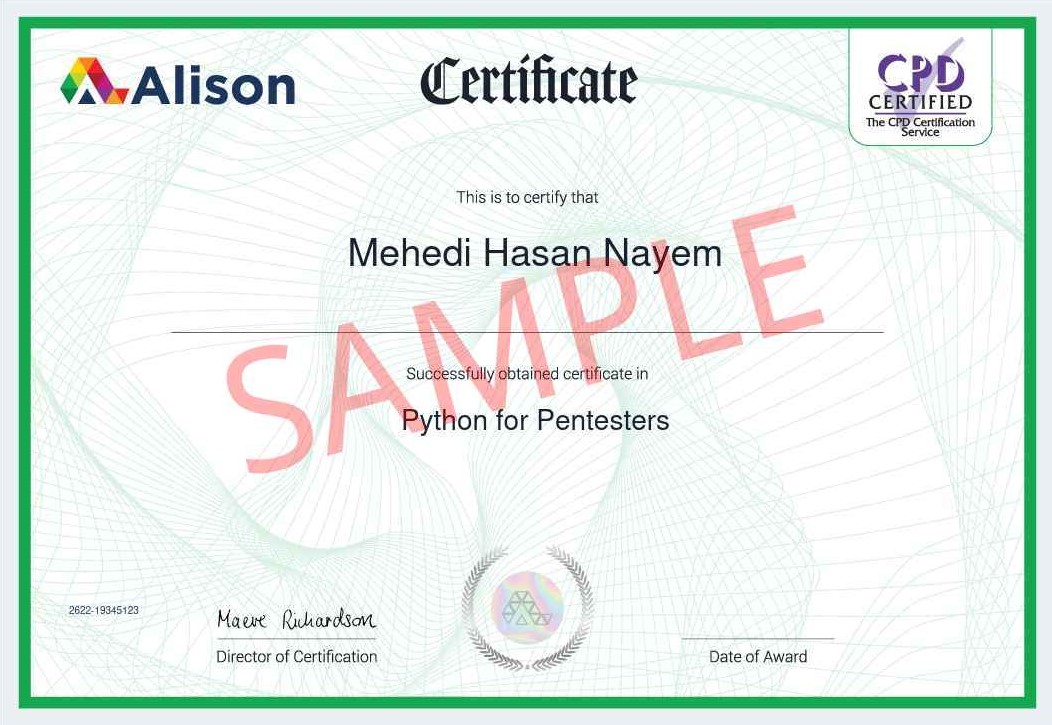 Alison
Certificate
CPD
CERTIFIED
The CPD Certification
Service
This is to certify that
Mehedi Hasan Nayem
SAMPLE
Successfully obtained certificate in
Python for Pentesters
2622-19345123
Maeve Richardson
Director of Certification
Date of Award